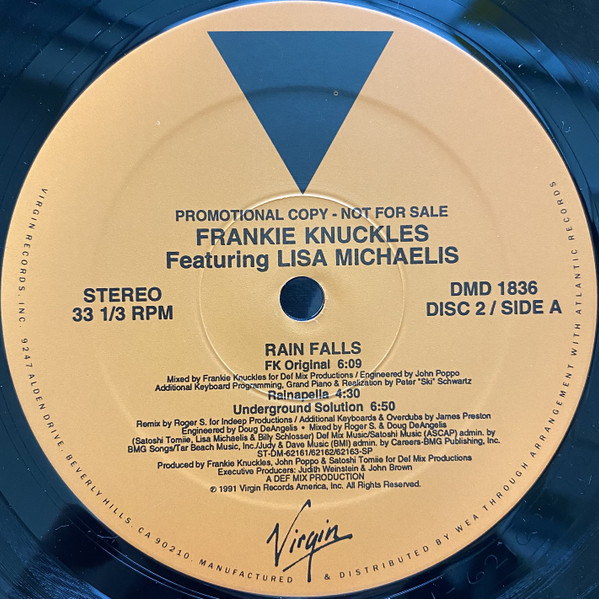 PROMOTIONAL COPY - NOT FOR SALE
FRANKIE KNUCKLES
Featuring LISA MICHAELIS
STEREO
33 1/3 RPM
DMD 1836
DISC 2 / SIDE A
RAIN FALLS
FK Original 6:09
Mixed by Frankie Knuckles for Def Mix Productions / Engineered by John Poppo
Additional Keyboard Programming, Grand Piano & Realization by Peter "Ski" Schwartz
Rainapella 4:30
Underground Solution 6:50
Remix by Roger S. for Indeep Productions / Additional Keyboards & Overdubs by James Preston
Engineered by Doug DeAngelis • Mixed by Roger S. & Doug DeAngelis
(Satoshi Tomiie, Lisa Michaelis & Billy Schlosser) Def Mix Music/Satoshi Music (ASCAP) admin. by
BMG Songs/Tar Beach Music, Inc./Judy & Dave Music (BMI) admin. by Careers-BMG Publishing, Inc.
ST-DM-62161/62162/62163-SP
Produced by Frankie Knuckles, John Poppo & Satoshi Tomiie for Def Mix Productions
Executive Producers: Judith Weinstein & John Brown
A DEF MIX PRODUCTION
℗ 1991 Virgin Records America, Inc. All Rights Reserved.
Virgin
VIRGIN RECORDS, INC. 9247 ALDEN DRIVE, BEVERLY HILLS, CA 90210. MANUFACTURED & DISTRIBUTED BY WEA THROUGH ARRANGEMENT WITH ATLANTIC RECORDS